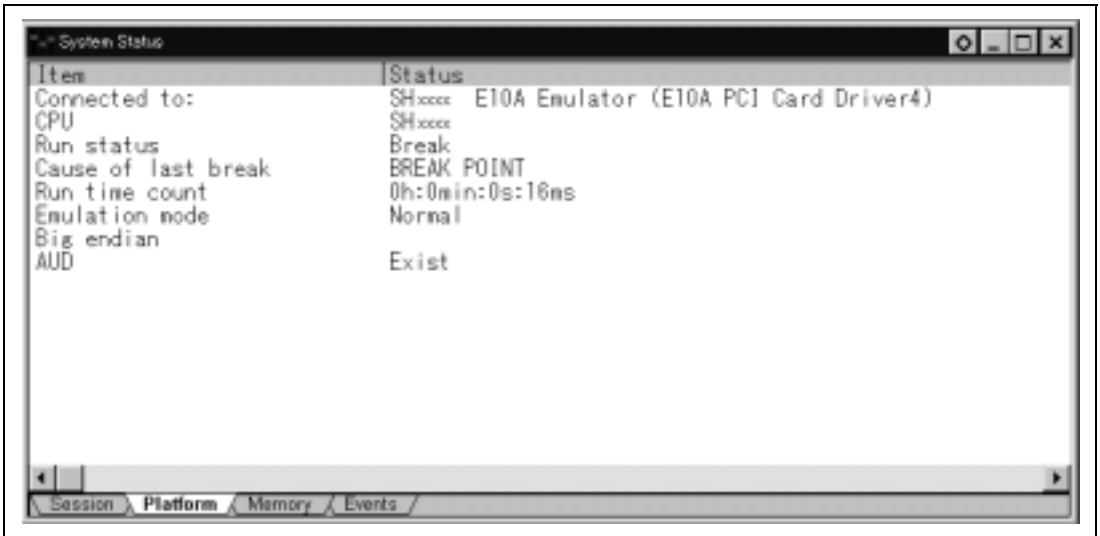 System Status
Item Status
Connected to: SHxxxx E10A Emulator (E10A PCI Card Driver4)
CPU SHxxxx
Run status Break
Cause of last break BREAK POINT
Run time count 0h:0min:0s:16ms
Emulation mode Normal
Big endian
AUD Exist
Session Platform Memory Events